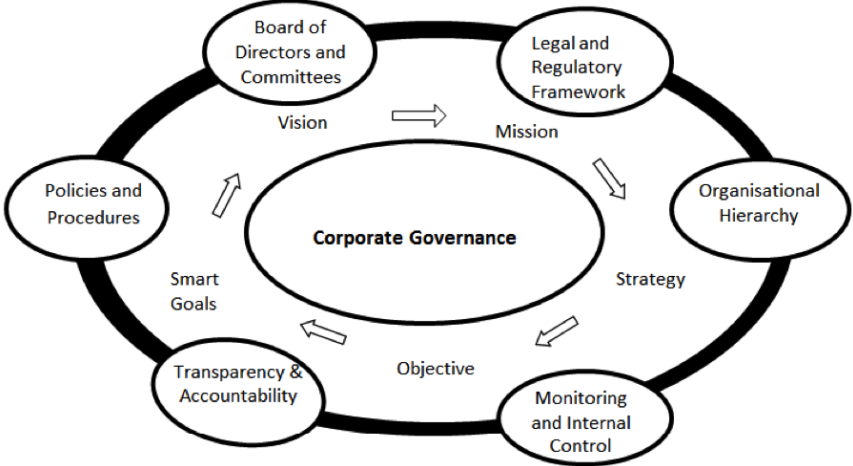 Board of
Directors and
Committees
Legal and
Regulatory
Framework
Vision
Mission
Policies and
Procedures
Organisational
Hierarchy
Corporate Governance
Smart
Goals
Strategy
Objective
Transparency &
Accountability
Monitoring
and Internal
Control